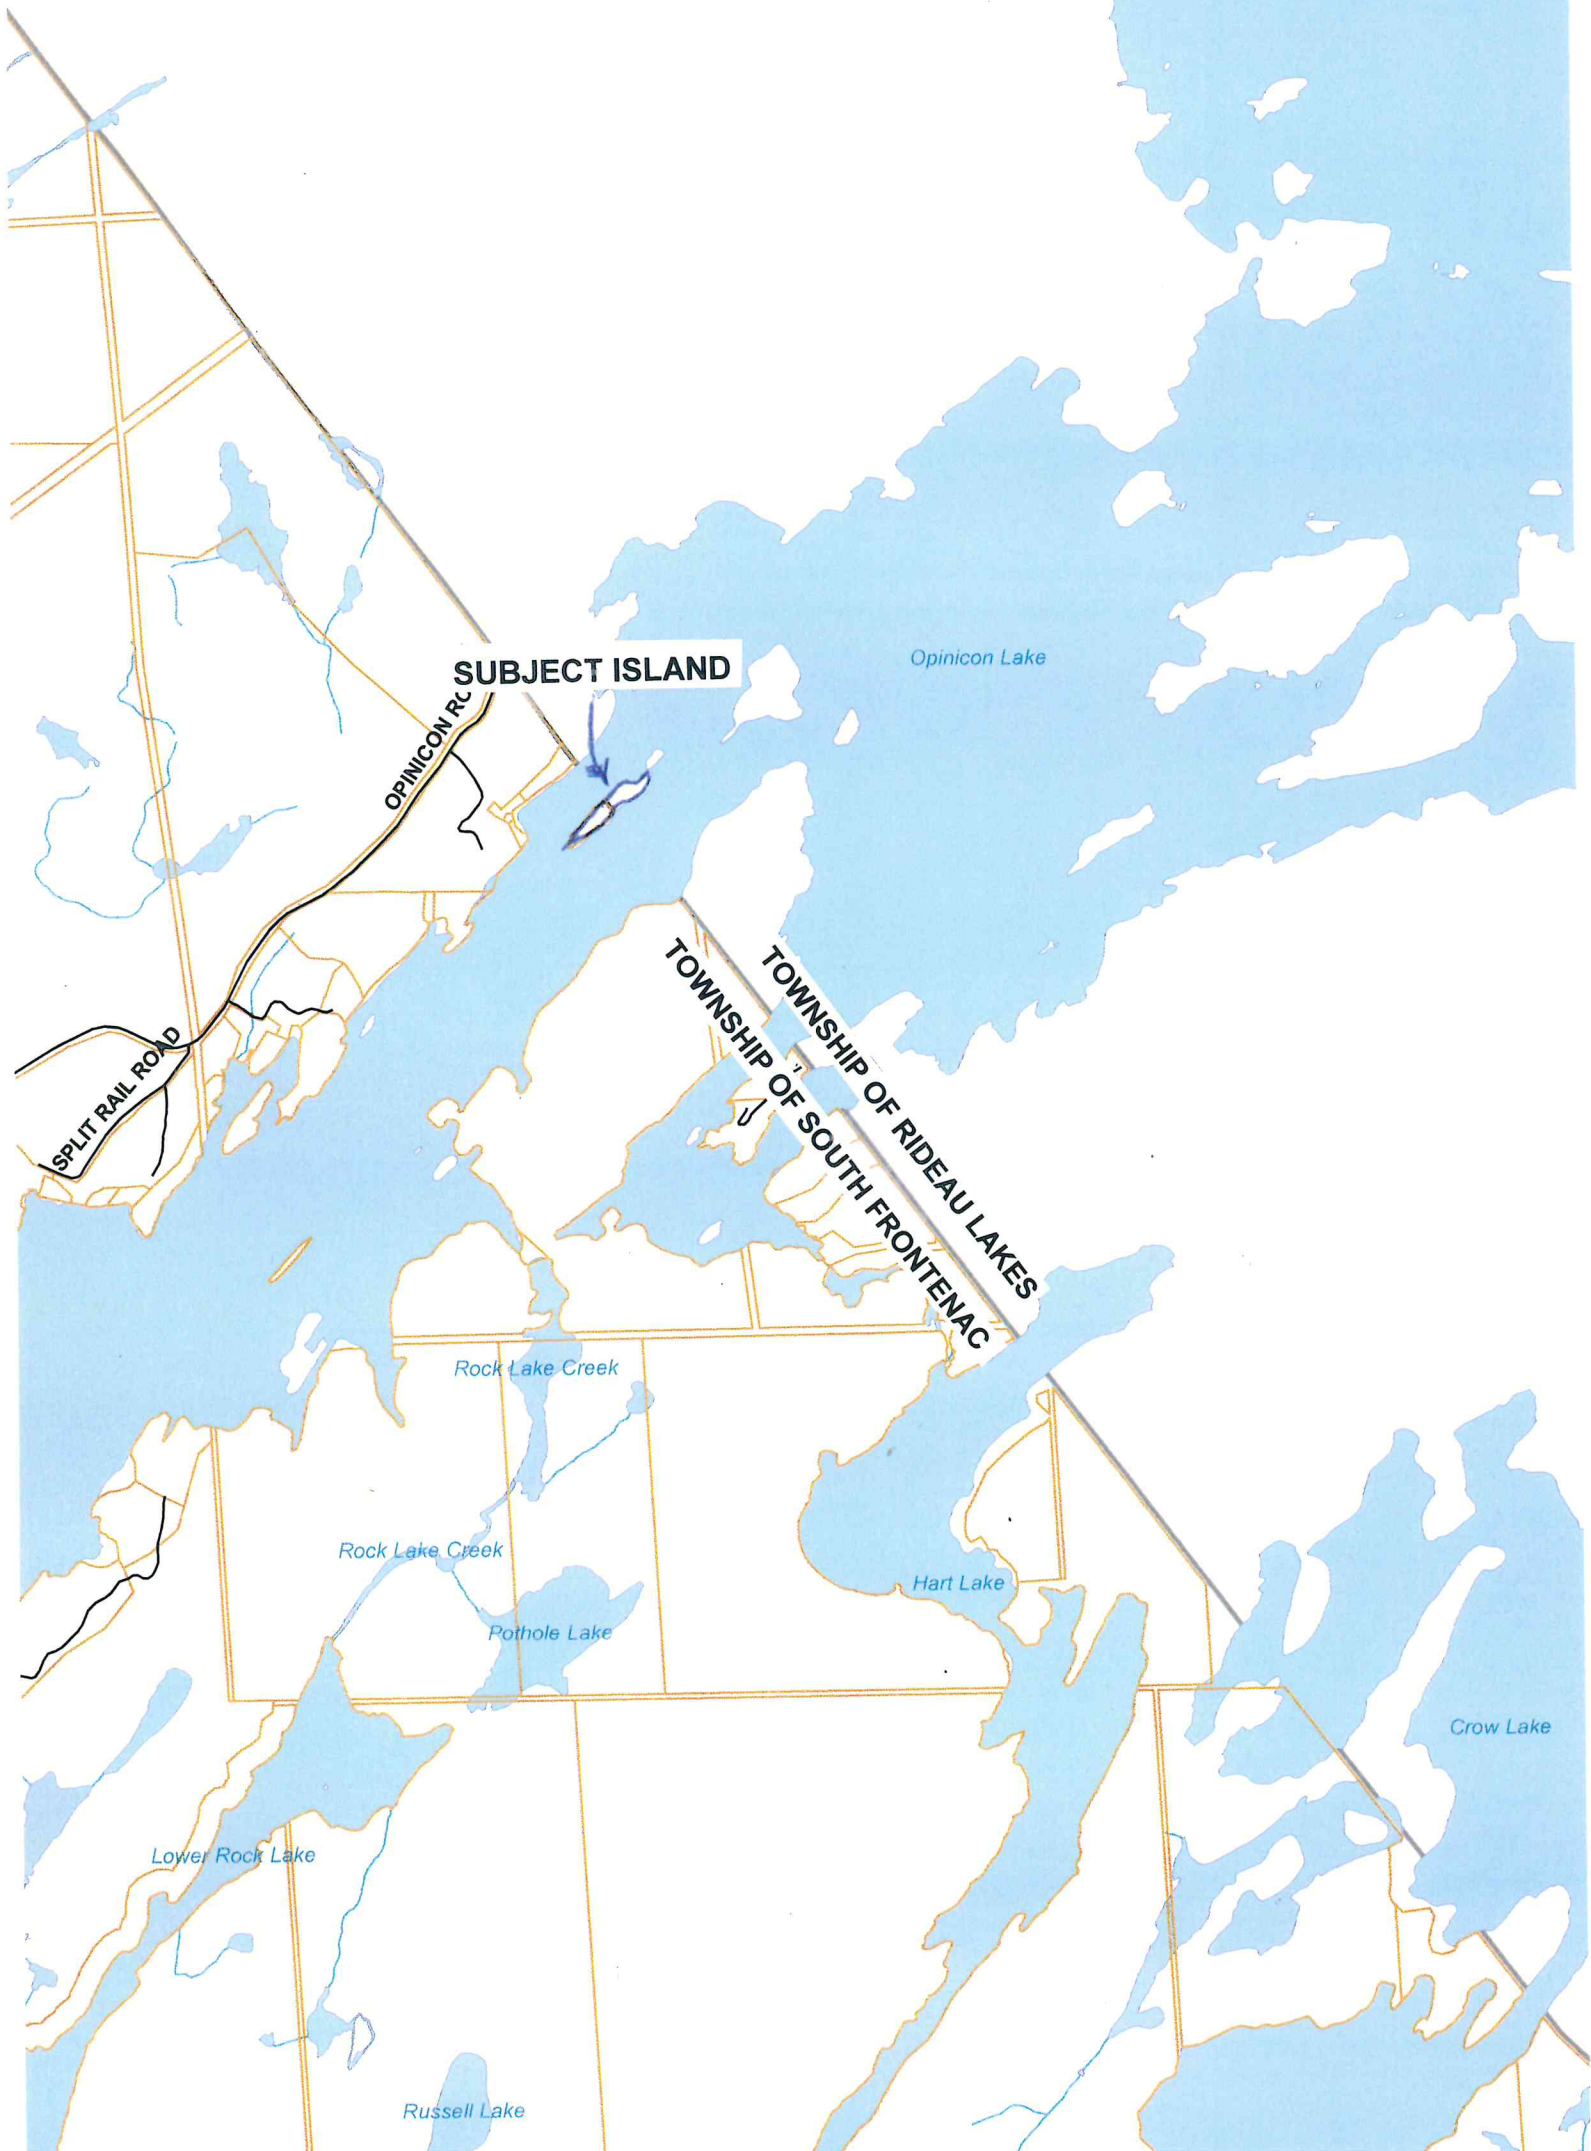 Opinicon Lake
SUBJECT ISLAND
OPINICON RO
TOWNSHIP OF RIDEAU LAKES
TOWNSHIP OF SOUTH FRONTENAC
SPLIT RAIL ROAD
Rock Lake Creek
Rock Lake Creek
Hart Lake
Pothole Lake
Crow Lake
Lower Rock Lake
Russell Lake